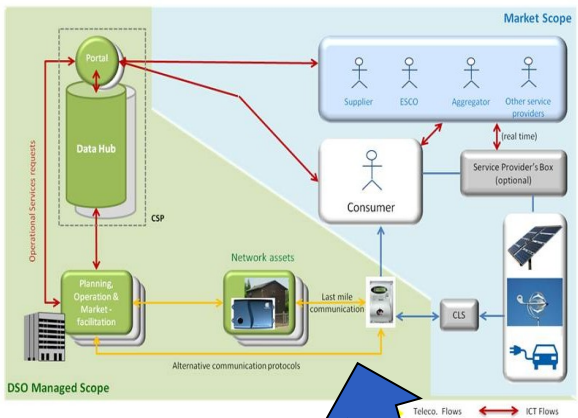 Market Scope
Portal
Supplier
ESCO
Aggregator
Other service
providers
(real time)
Data Hub
Service Provider's Box
(optional)
Consumer
CSP
Operational Services requests
Network assets
Planning,
Operation &
Market-
facilitation
Last mile
communication
CLS
Alternative communication protocols
DSO Managed Scope
Teleco. Flows
ICT Flows